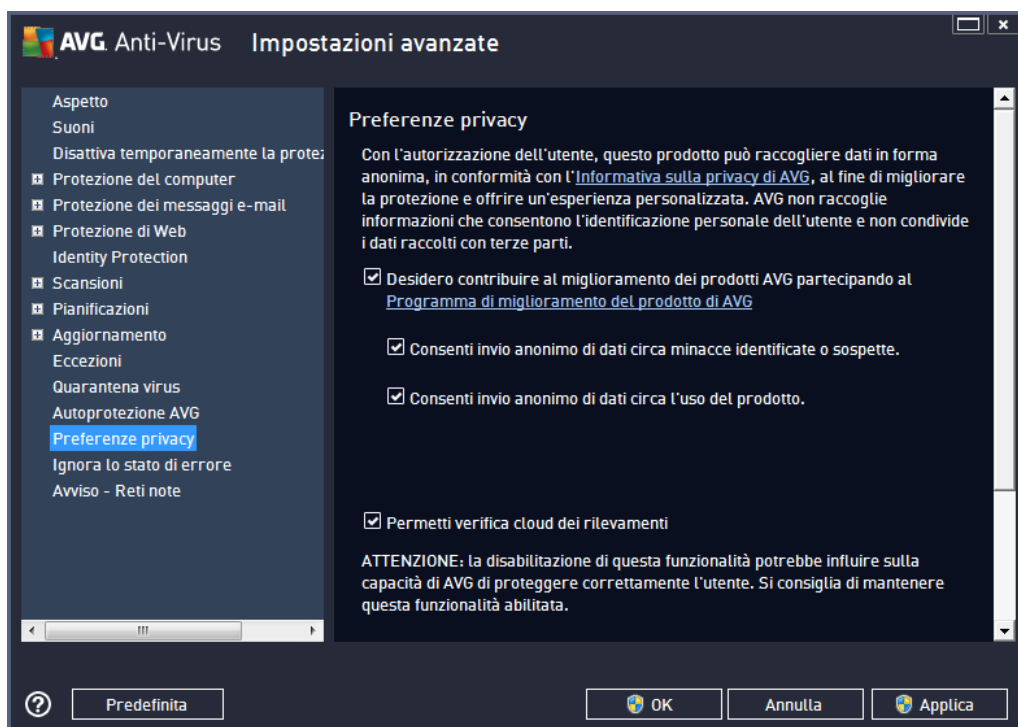 AVG. Anti-Virus Impostazioni avanzate
Aspetto
Suoni
Disattiva temporaneamente la protez
Protezione del computer
Protezione dei messaggi e-mail
Protezione di Web
Identity Protection
Scansioni
Pianificazioni
Aggiornamento
Eccezioni
Quarantena virus
Autoprotezione AVG
Preferenze privacy
Ignora lo stato di errore
Avviso - Reti note
Preferenze privacy
Con l'autorizzazione dell'utente, questo prodotto può raccogliere dati in forma
anonima, in conformità con l'Informativa sulla privacy di AVG, al fine di migliorare
la protezione e offrire un'esperienza personalizzata. AVG non raccoglie
informazioni che consentono l'identificazione personale dell'utente e non condivide
i dati raccolti con terze parti.
Desidero contribuire al miglioramento dei prodotti AVG partecipando al
Programma di miglioramento del prodotto di AVG
Consenti invio anonimo di dati circa minacce identificate o sospette.
Consenti invio anonimo di dati circa l'uso del prodotto.
Permetti verifica cloud dei rilevamenti
ATTENZIONE: la disabilitazione di questa funzionalità potrebbe influire sulla
capacità di AVG di proteggere correttamente l'utente. Si consiglia di mantenere
questa funzionalità abilitata.
? Predefinita OK Annulla Applica